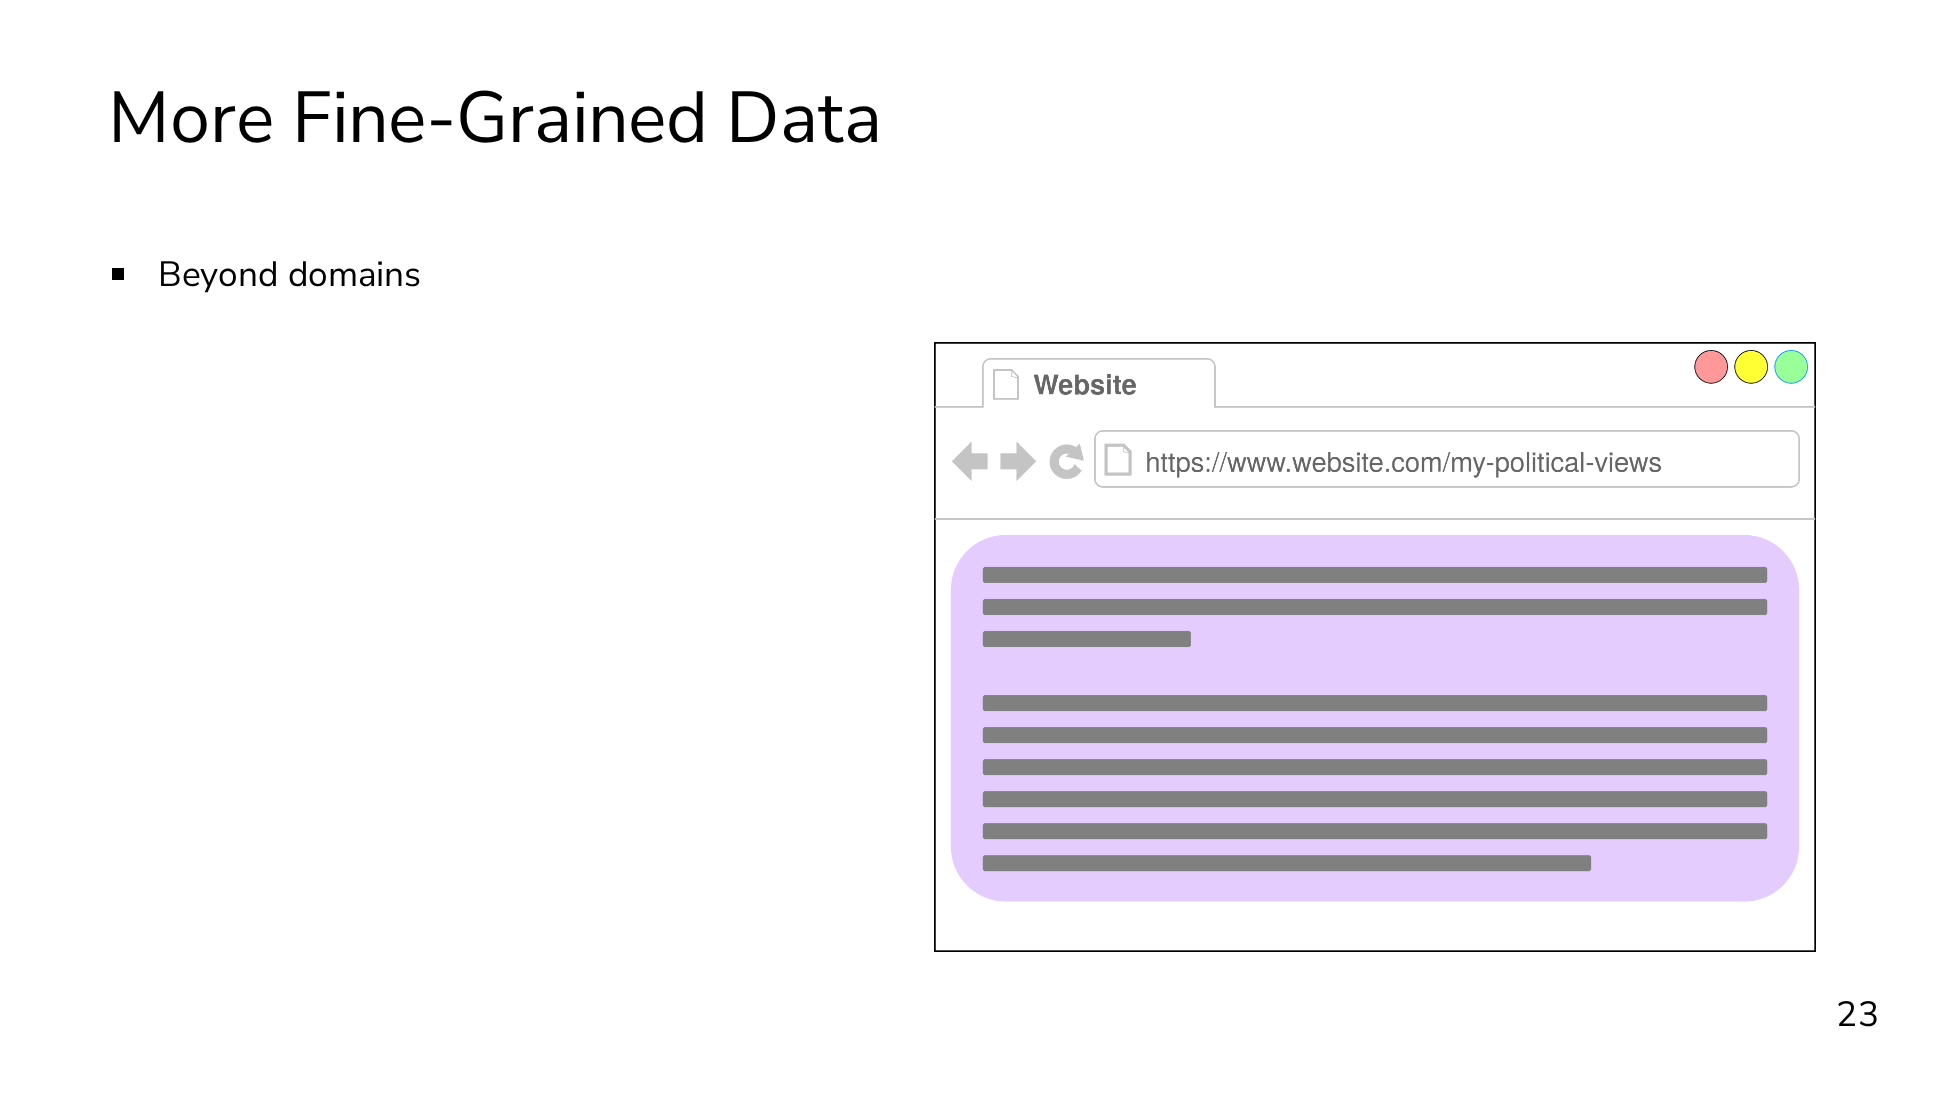 More Fine-Grained Data
▪ Beyond domains
Website
https://www.website.com/my-political-views
23